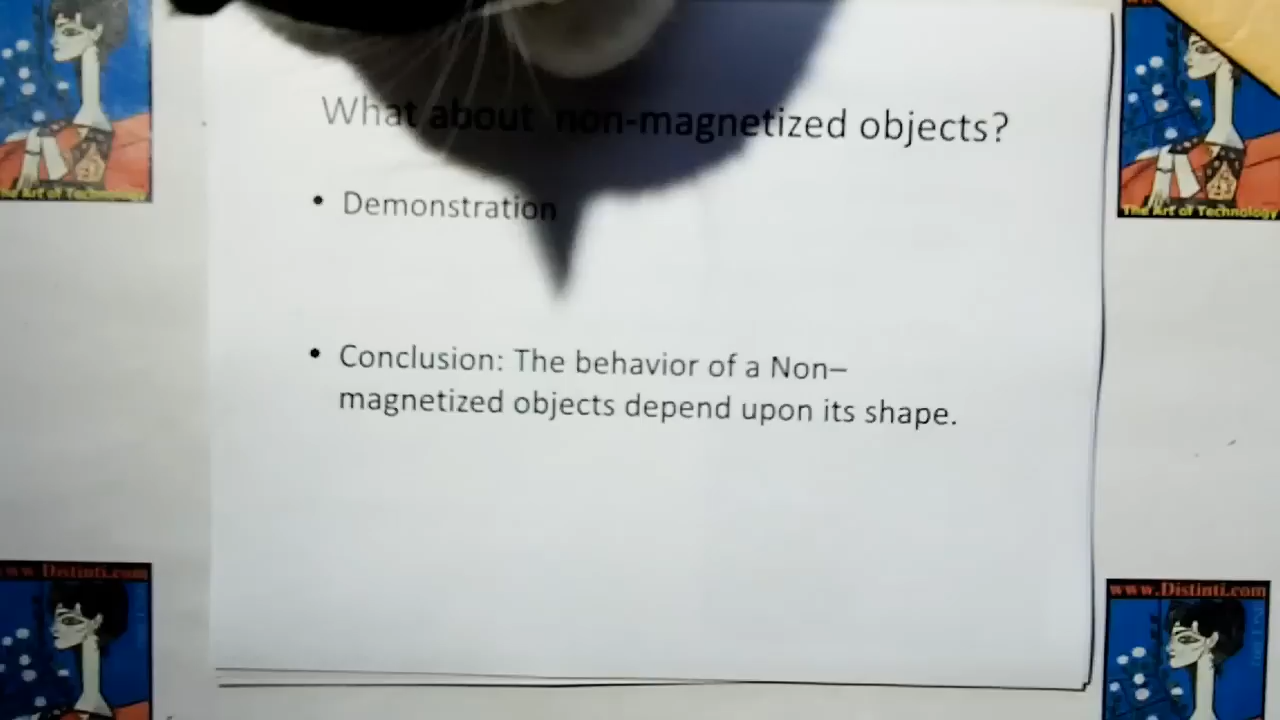 What about non-magnetized objects?
• Demonstration
• Conclusion: The behavior of a Non–
magnetized objects depend upon its shape.
The Art of Technology
The Art of Technology
www Distinti.com
www.Distinti.com